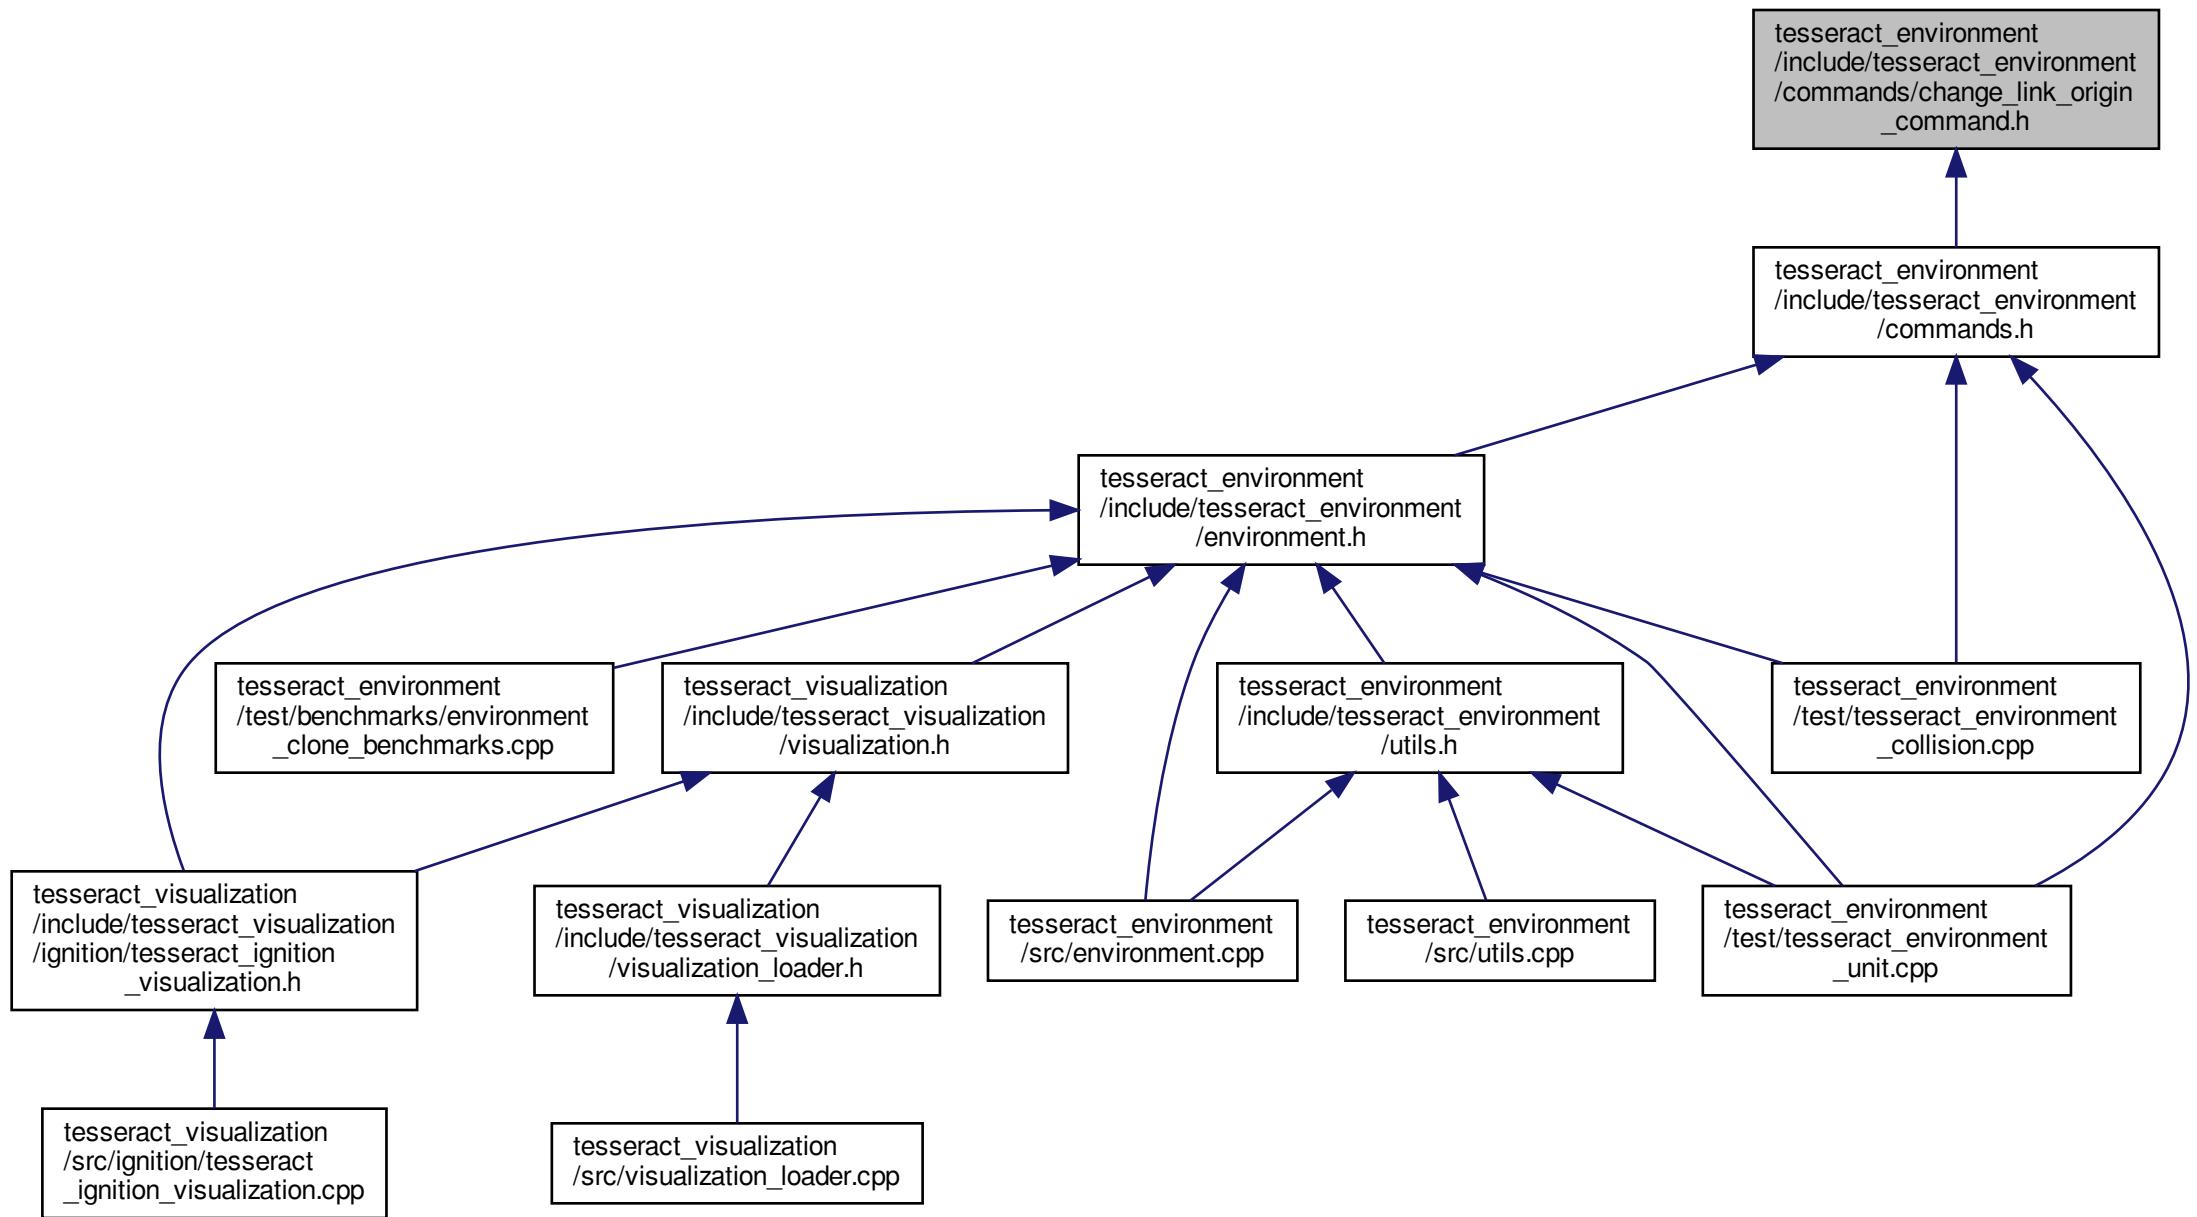 tesseract_environment
/include/tesseract_environment
/commands/change_link_origin
_command.h
tesseract_environment
/include/tesseract_environment
/commands.h
tesseract_environment
/include/tesseract_environment
/environment.h
tesseract_environment
/test/benchmarks/environment
_clone_benchmarks.cpp
tesseract_visualization
/include/tesseract_visualization
/visualization.h
tesseract_environment
/include/tesseract_environment
/utils.h
tesseract_environment
/test/tesseract_environment
_collision.cpp
tesseract_visualization
/include/tesseract_visualization
/ignition/tesseract_ignition
_visualization.h
tesseract_visualization
/include/tesseract_visualization
/visualization_loader.h
tesseract_environment
/src/environment.cpp
tesseract_environment
/src/utils.cpp
tesseract_environment
/test/tesseract_environment
_unit.cpp
tesseract_visualization
/src/ignition/tesseract
_ignition_visualization.cpp
tesseract_visualization
/src/visualization_loader.cpp